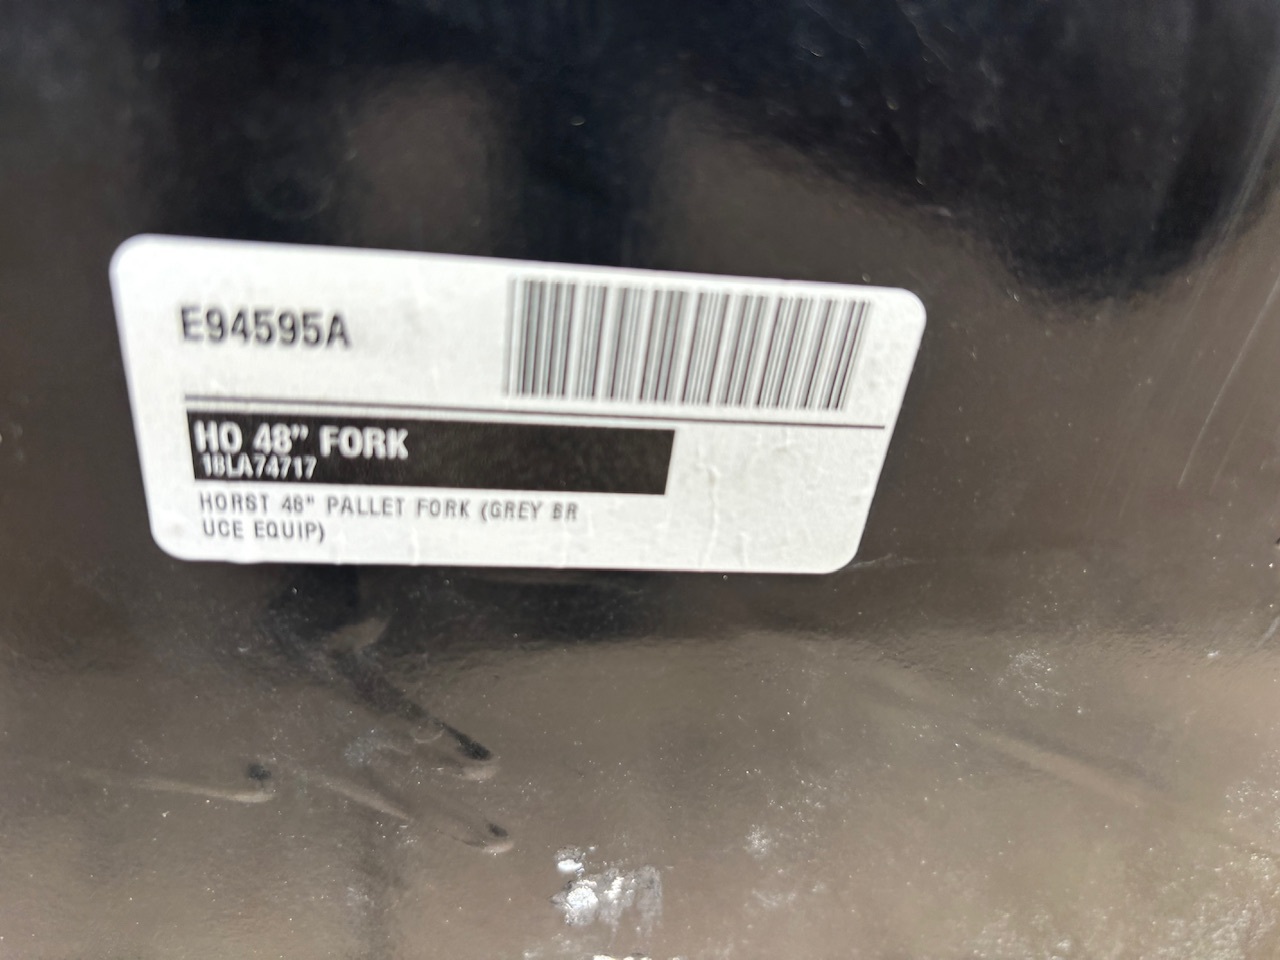 E94595A
HO 48” FORK
18LA74717
HORST 48" PALLET FORK (GREY BR
UCE EQUIP)